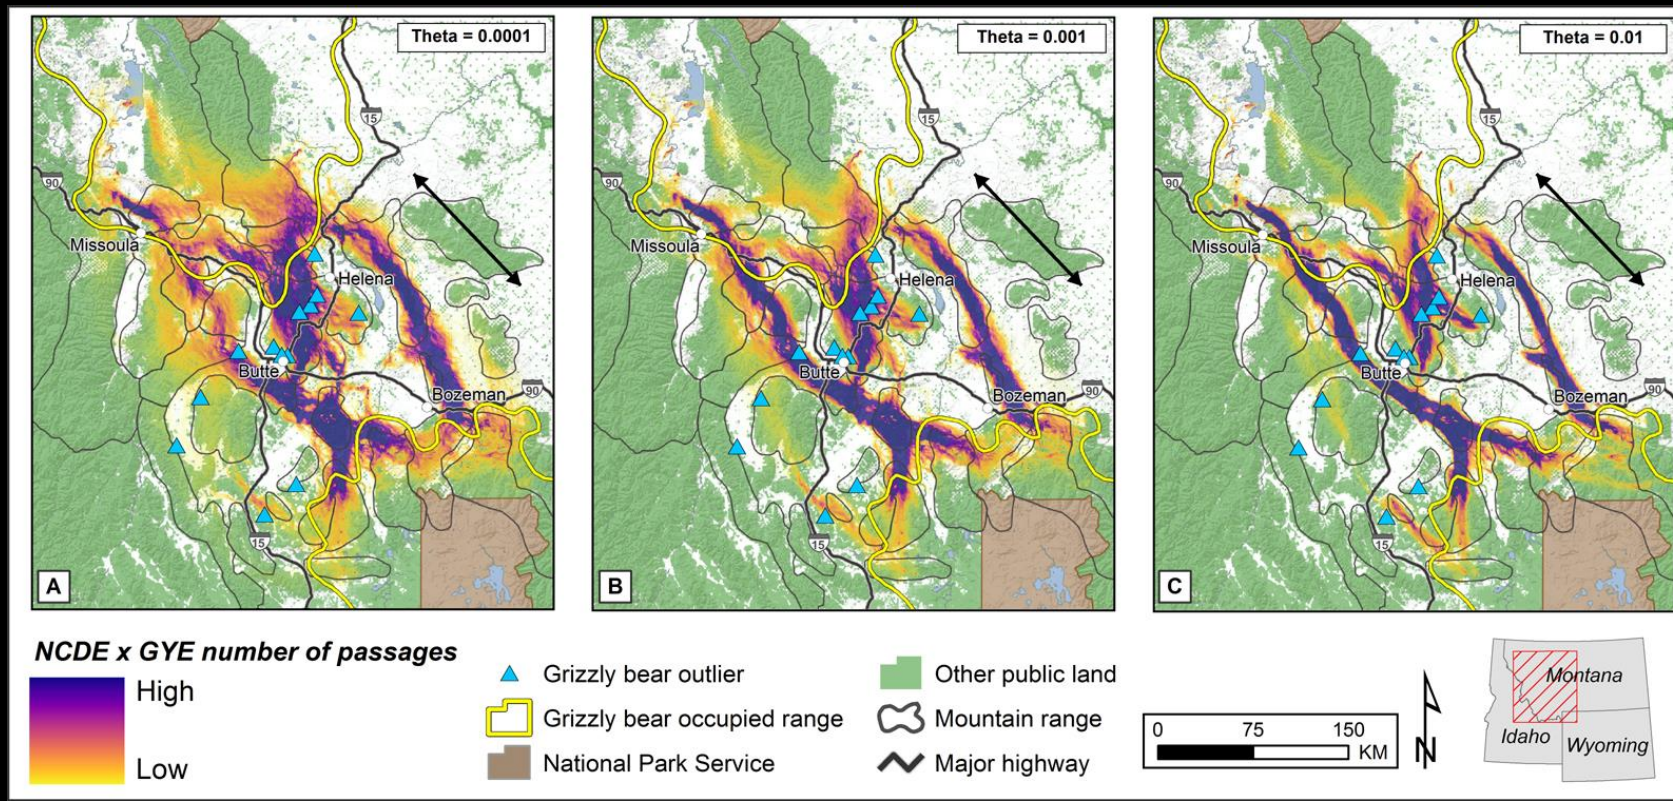 Theta = 0.0001
15
90
Missoula
Helena
Butte
Bozeman
90
15
A
Theta = 0.001
15
90
Missoula
Helena
Butte
Bozeman
90
15
B
Theta = 0.01
15
90
Missoula
Helena
Butte
Bozeman
90
15
C
NCDE x GYE number of passages
High
Low
Grizzly bear outlier
Grizzly bear occupied range
National Park Service
Other public land
Mountain range
Major highway
0 75 150
KM
N
Montana
Idaho
Wyoming